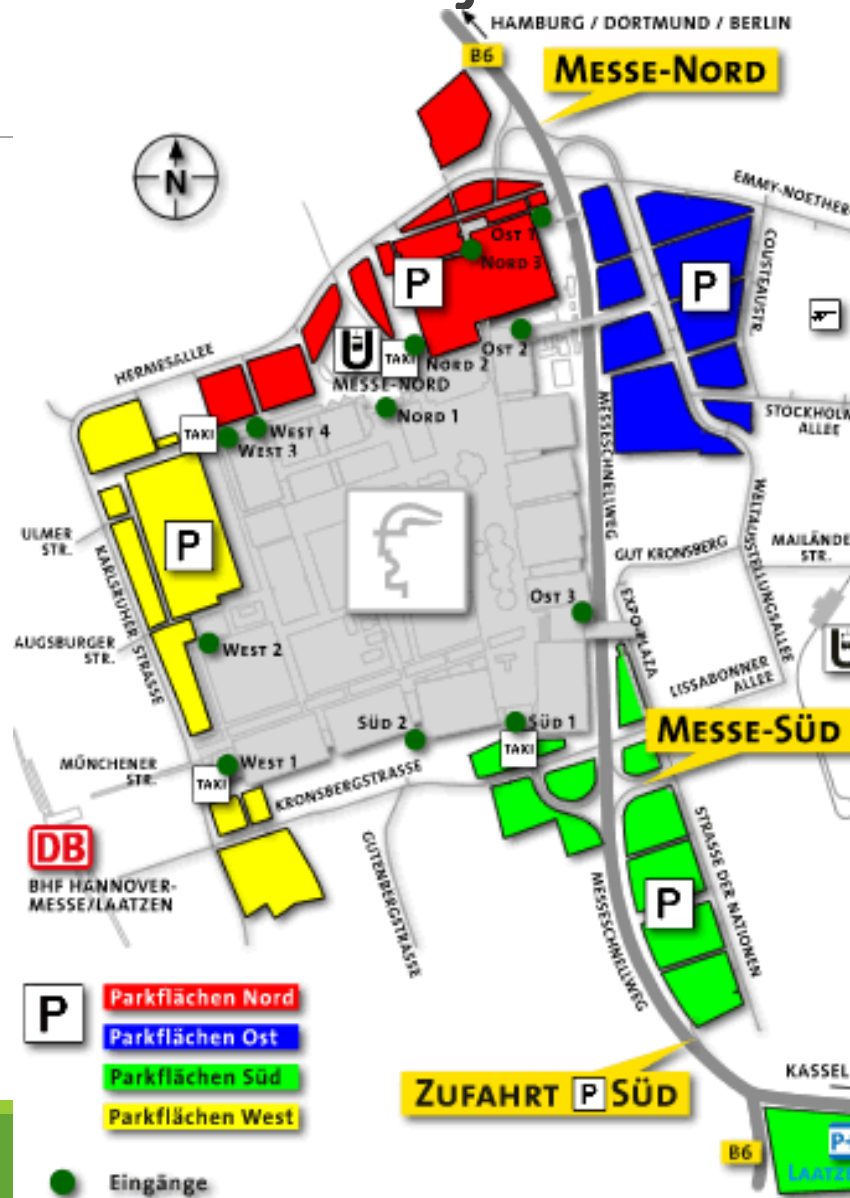 HAMBURG / DORTMUND / BERLIN
B6
MESSE-NORD
N
EMMY-NOETHER
OST 1
NORD 3
P
P
COUSTEAUSTR.
HERMESALLEE
U
TAXI
NORD 2
OST 2
MESSE-NORD
NORD 1
TAXI
WEST 4
WEST 3
MESSESCHNELLWEG
STOCKHOLM
ALLEE
ULMER
STR.
P
KARLSRUHER STRASSE
WELTAUSSTELLUNGSALLEE
GUT KRONSBERG
MAILÄNDE
STR.
OST 3
EXPO-PLAZA
AUGSBURGER
STR.
WEST 2
U
LISSABONNER
ALLEE
SÜD 2
SÜD 1
MESSE-SÜD
TAXI
MÜNCHENER
STR.
WEST 1
TAXI
KRONSBERGSTRASSE
DB
BHF HANNOVER-
MESSE/LAATZEN
GUTENBERGSTRASSE
MESSESCHNELLWEG
P
STRASSE DER NATIONEN
P
Parkflächen Nord
Parkflächen Ost
Parkflächen Süd
Parkflächen West
ZUFAHRT P SÜD
KASSEL
B6
P+
LAATZE
Eingänge